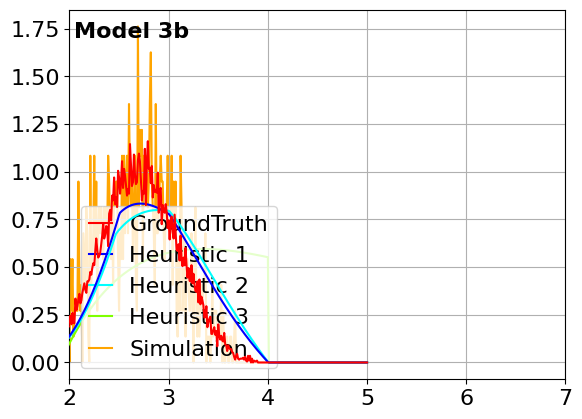 Model 3b
1.75
1.50
1.25
1.00
0.75
0.50
0.25
0.00
GroundTruth
Heuristic 1
Heuristic 2
Heuristic 3
Simulation
2 3 4 5 6 7